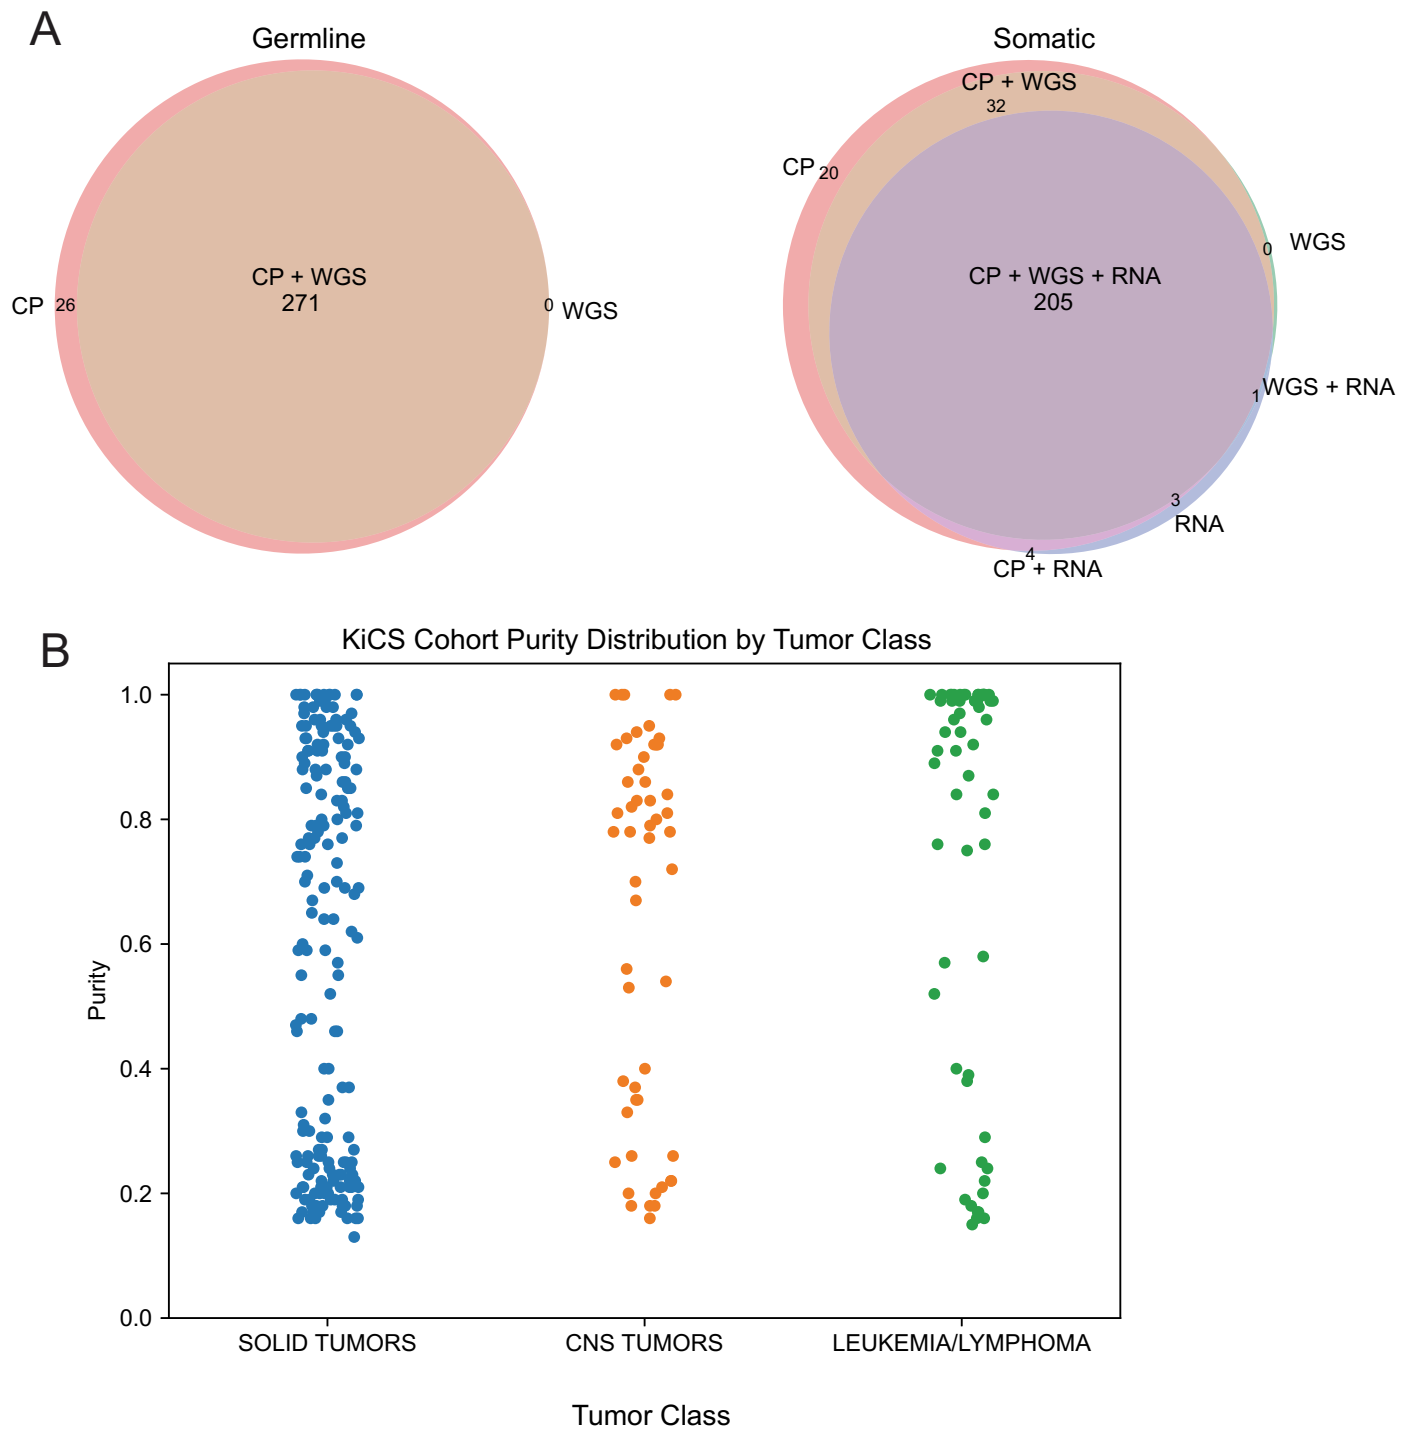 A
Germline
CP + WGS
271
CP 26
0 WGS
Somatic
CP + WGS
32
CP 20
0 WGS
CP + WGS + RNA
205
1 WGS + RNA
3
RNA
4
CP + RNA
B
KiCS Cohort Purity Distribution by Tumor Class
1.0
0.8
0.6
Purity
0.4
0.2
0.0
SOLID TUMORS CNS TUMORS LEUKEMIA/LYMPHOMA
Tumor Class